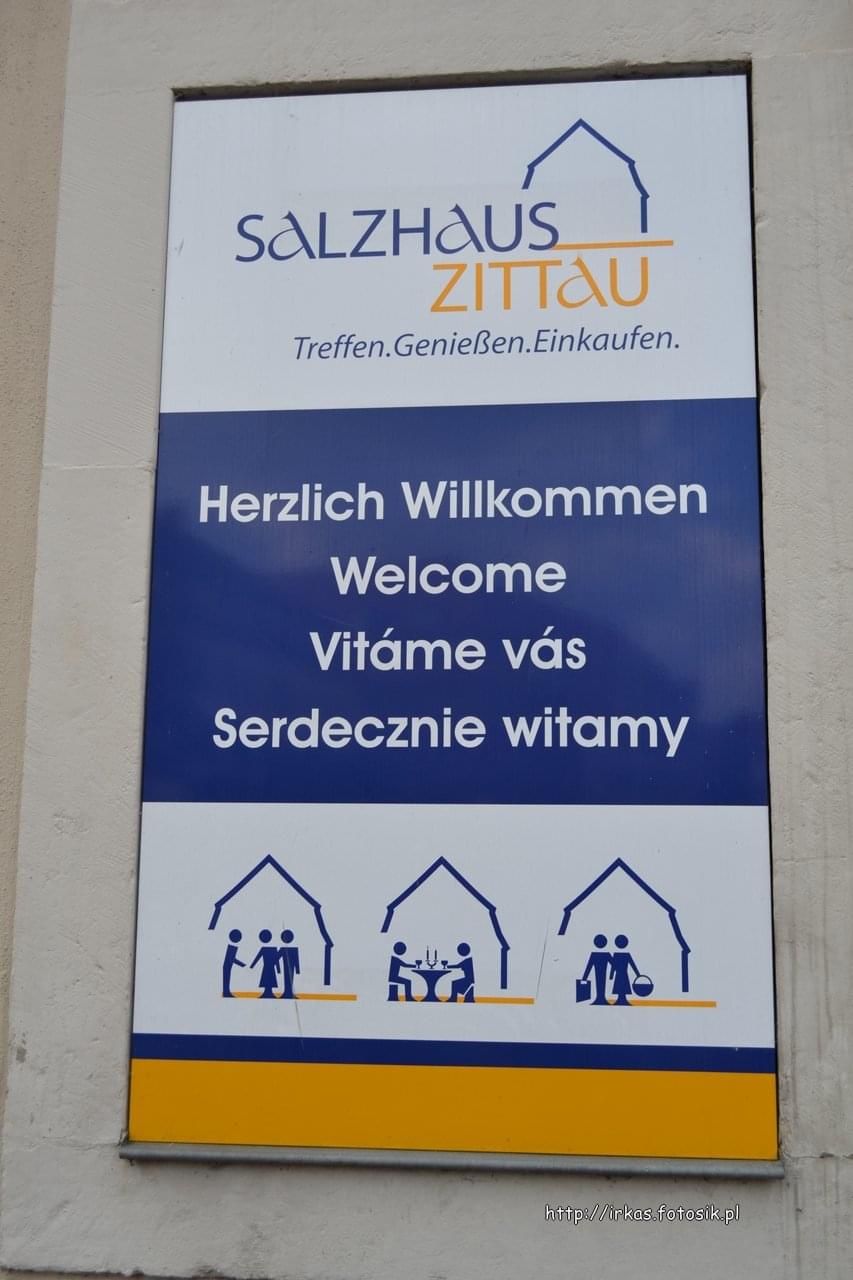 SALZHAUS
ZITTAU
Treffen.Genießen.Einkaufen.
Herzlich Willkommen
Welcome
Vitáme vás
Serdecznie witamy
http://irkas.fotosik.pl